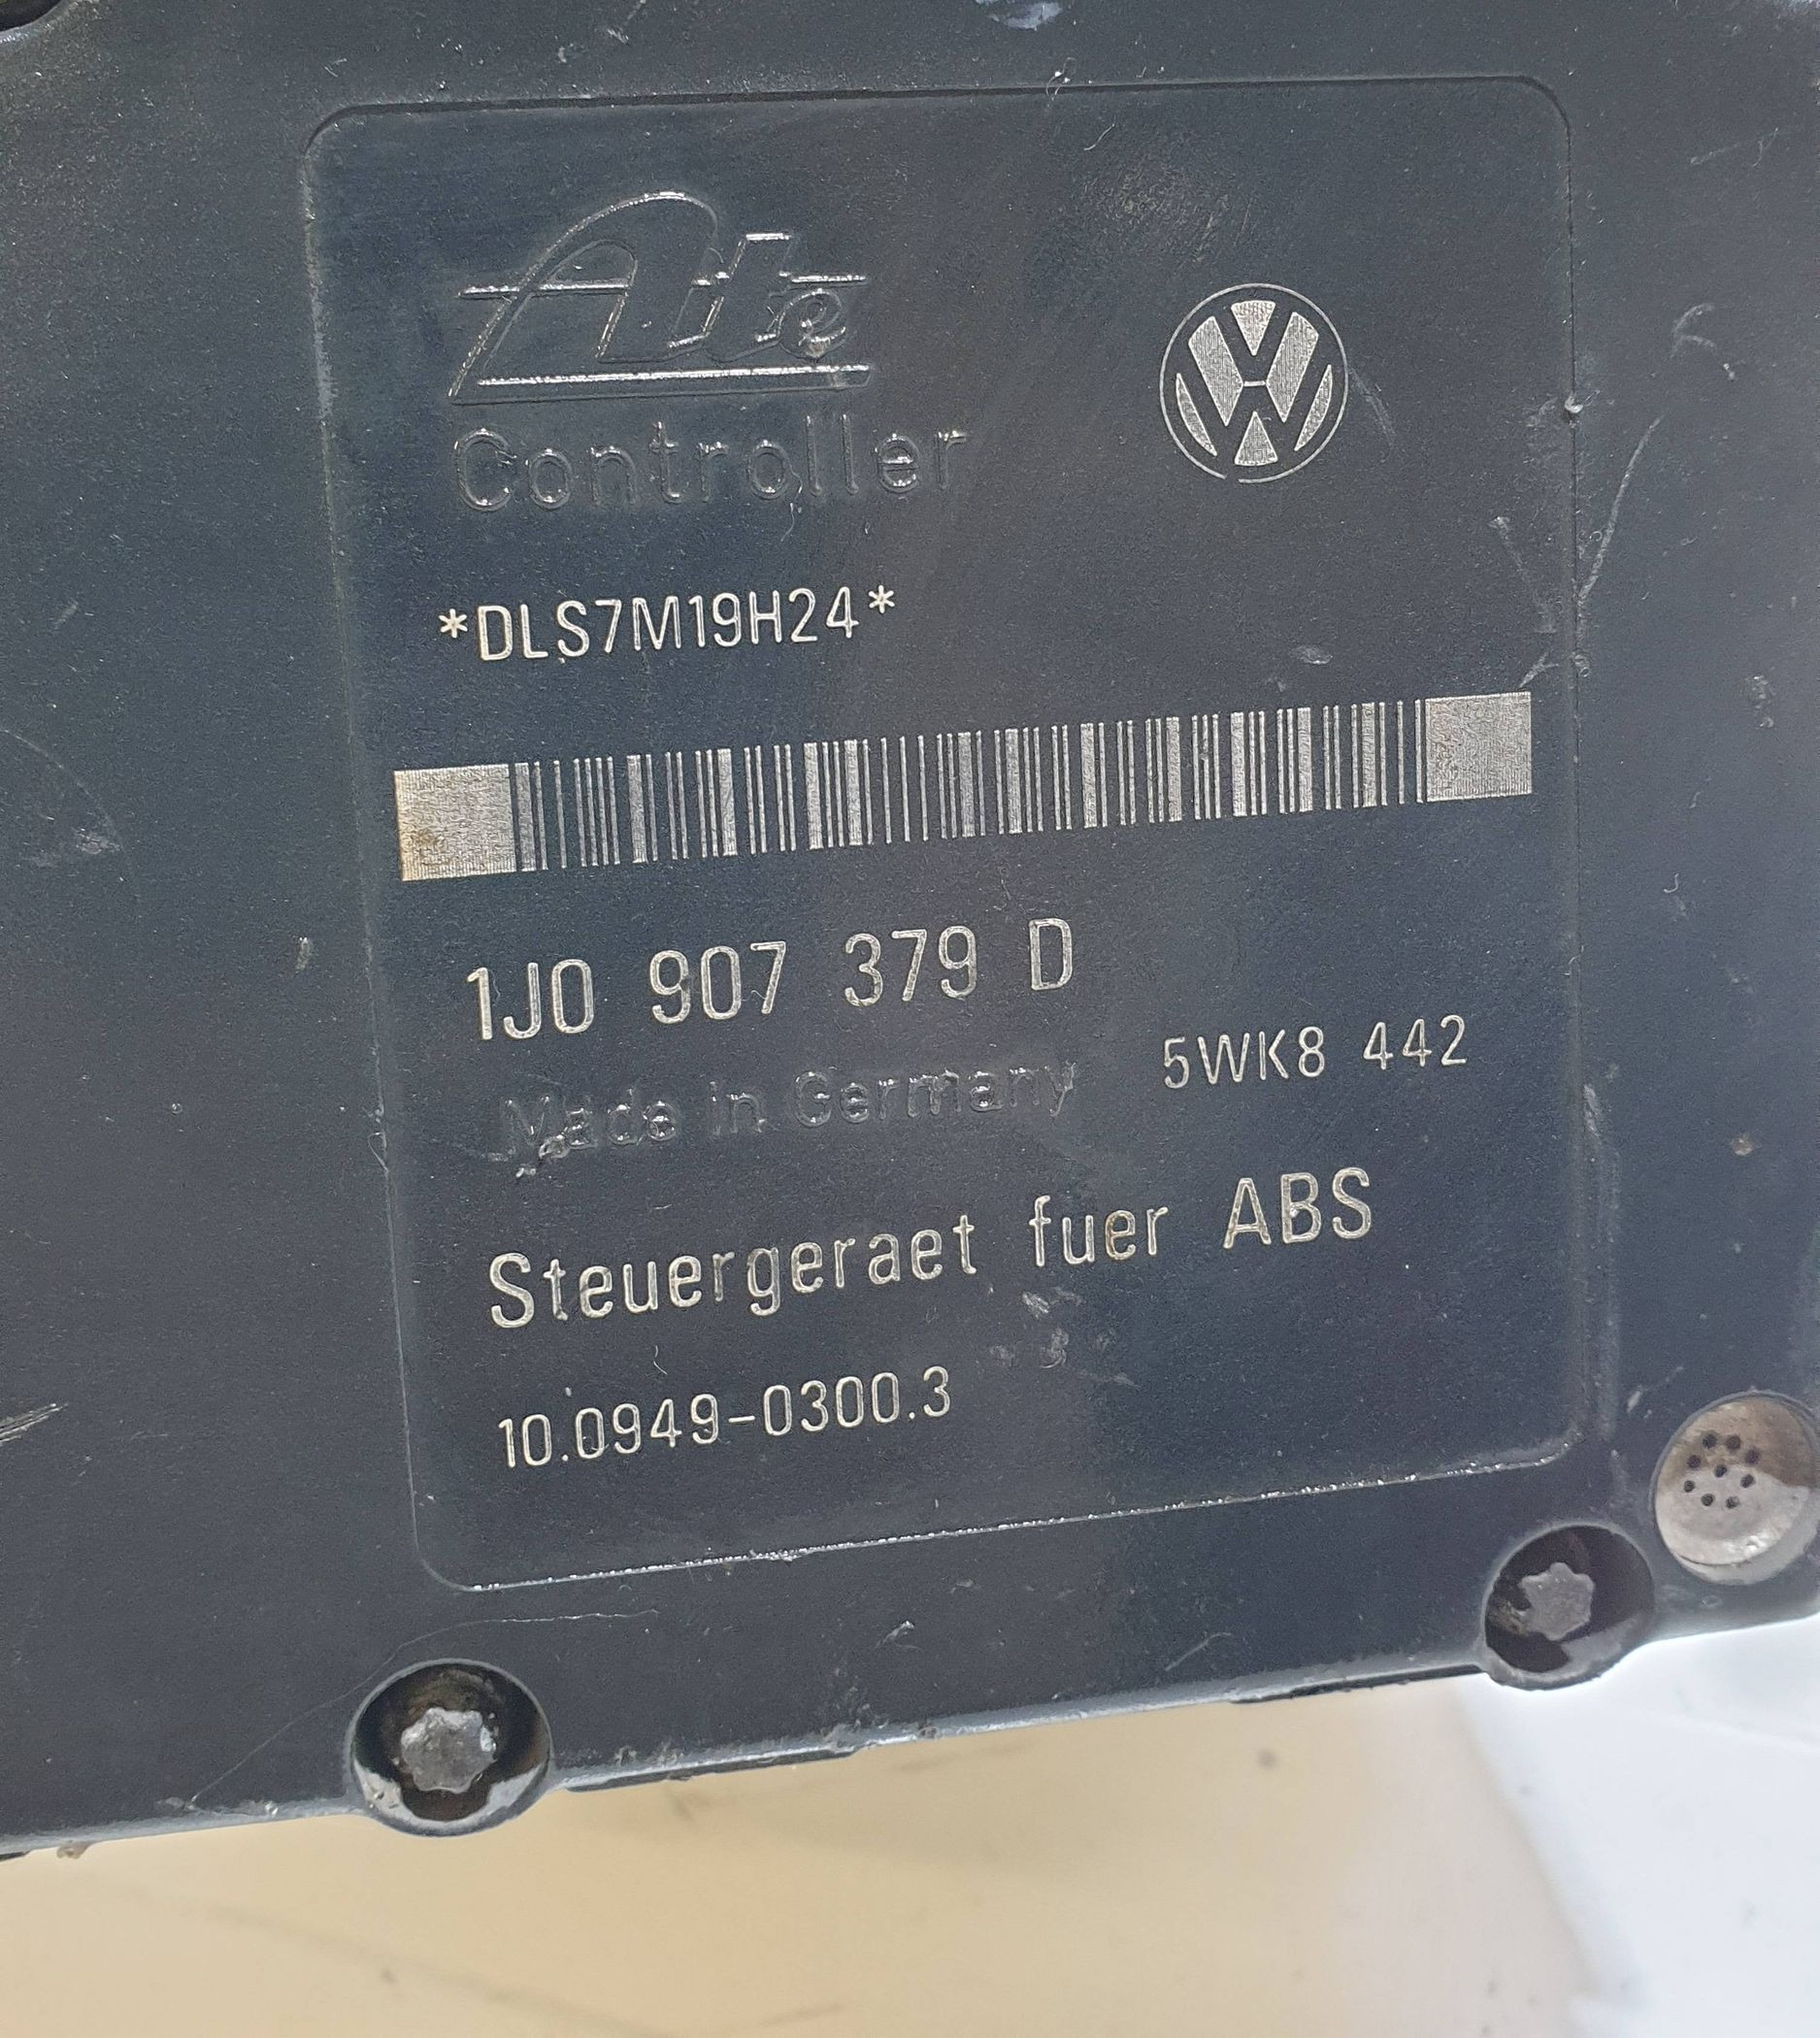 Ate
Controller
*DLS7M19H24*
1J0 907 379 D
Made in Germany 5WK8 442
Steuergeraet fuer ABS
10.0949-0300.3